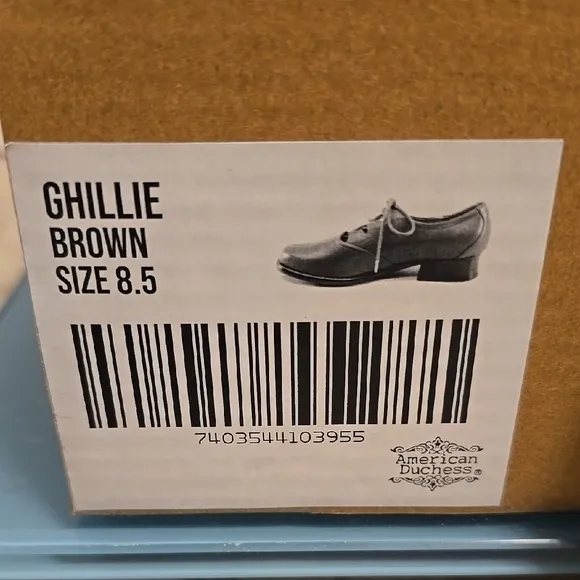 GHILLIE
BROWN
SIZE 8.5
7403544103955
American
Duchess®